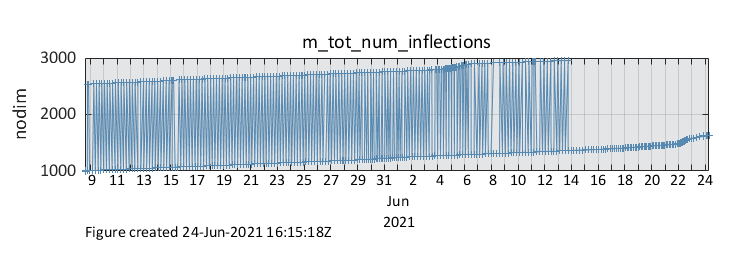 m_tot_num_inflections
nodim
3000
2000
1000
9 11 13 15 17 19 21 23 25 27 29 31 2 4 6 8 10 12 14 16 18 20 22 24
Jun
2021
Figure created 24-Jun-2021 16:15:18Z